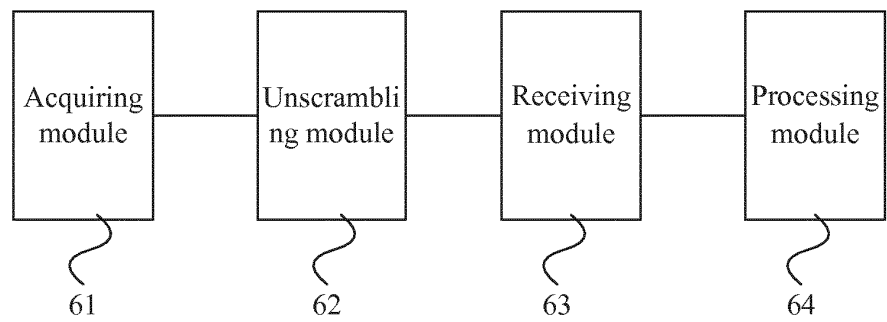 Acquiring
module
Unscrambli
ng module
Receiving
module
Processing
module
61
62
63
64